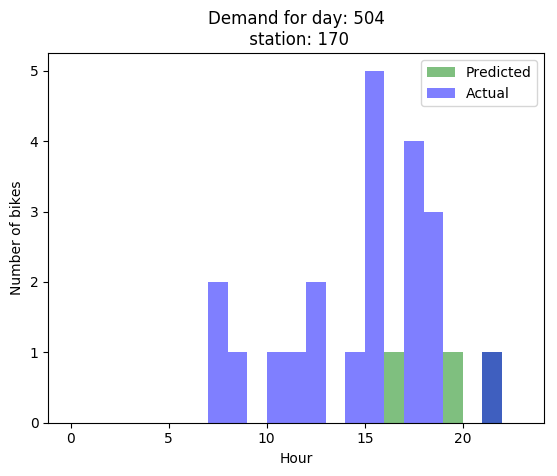 Demand for day: 504
station: 170
Predicted
Actual
Number of bikes
5
4
3
2
1
0
0 5 10 15 20
Hour